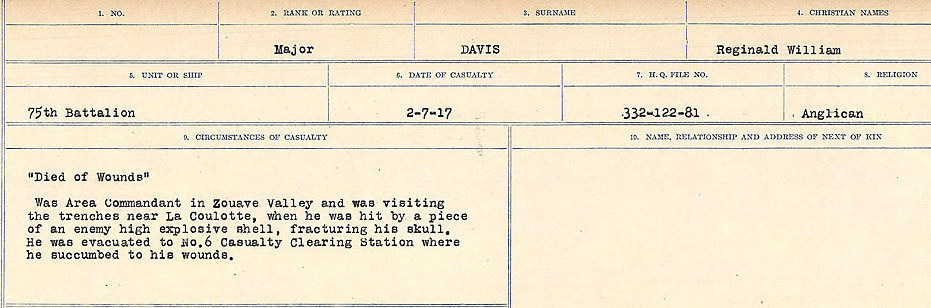 1. NO.
2. RANK OR RATING
3. SURNAME
4. CHRISTIAN NAMES
Major
DAVIS
Reginald William
5. UNIT OR SHIP
6. DATE OF CASUALTY
7. H.Q. FILE NO.
8. RELIGION
75th Battalion
2-7-17
332-122-81
Anglican
9. CIRCUMSTANCES OF CASUALTY
10. NAME, RELATIONSHIP AND ADDRESS OF NEXT OF KIN
"Died of Wounds"
Was Area Commandant in Zouave Valley and was visiting
the trenches near La Coulotte, when he was hit by a piece
of an enemy high explosive shell, fracturing his skull.
He was evacuated to No.6 Casualty Clearing Station where
he succumbed to his wounds.